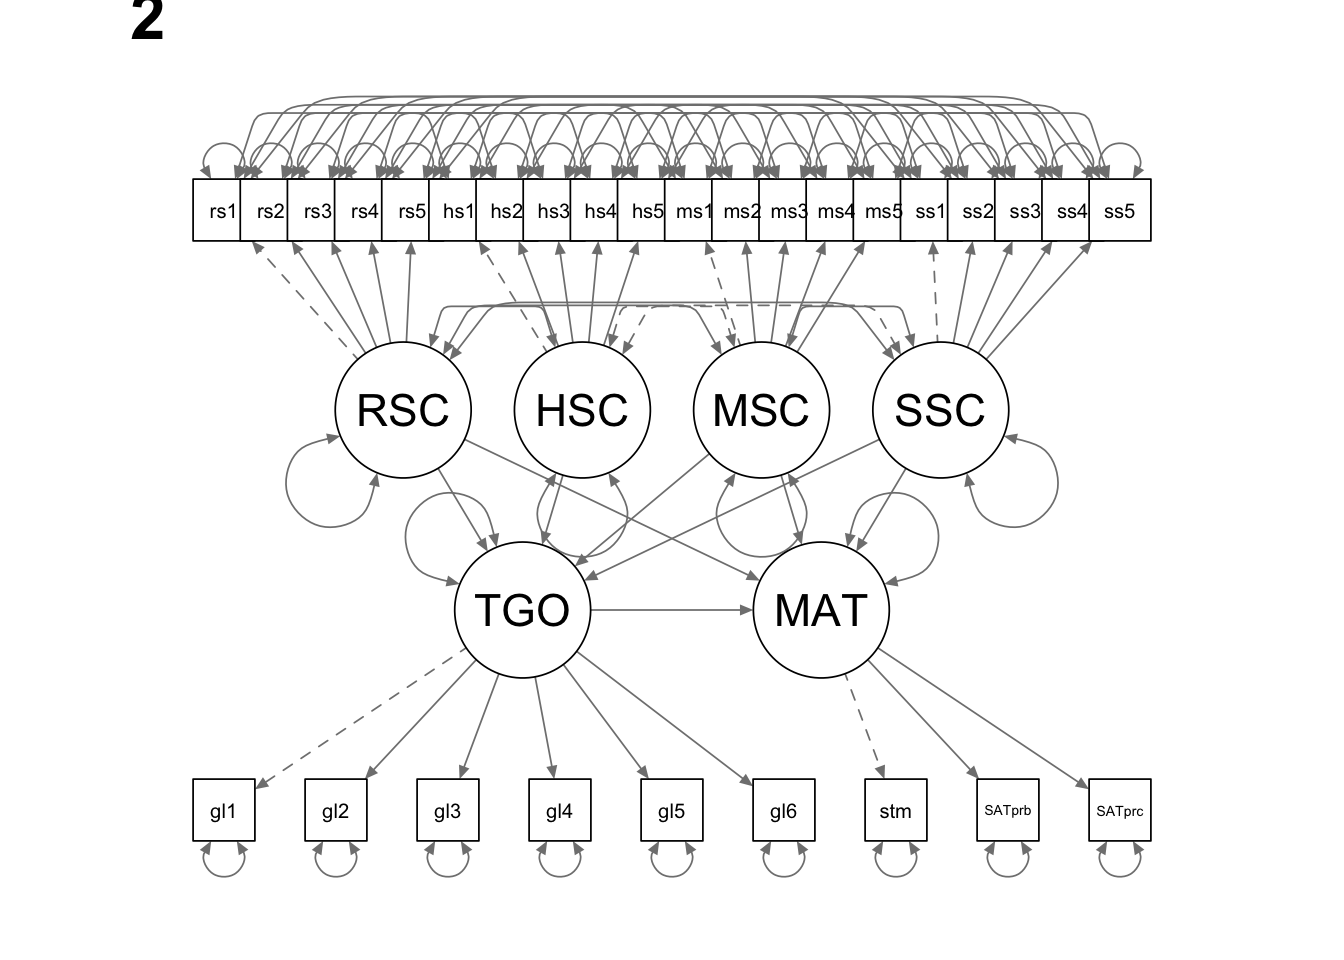 2
rs1 rs2 rs3 rs4 rs5 hs1 hs2 hs3 hs4 hs5 ms1 ms2 ms3 ms4 ms5 ss1 ss2 ss3 ss4 ss5
RSC HSC MSC SSC
TGO MAT
gl1 gl2 gl3 gl4 gl5 gl6 stm SATprb SATprc